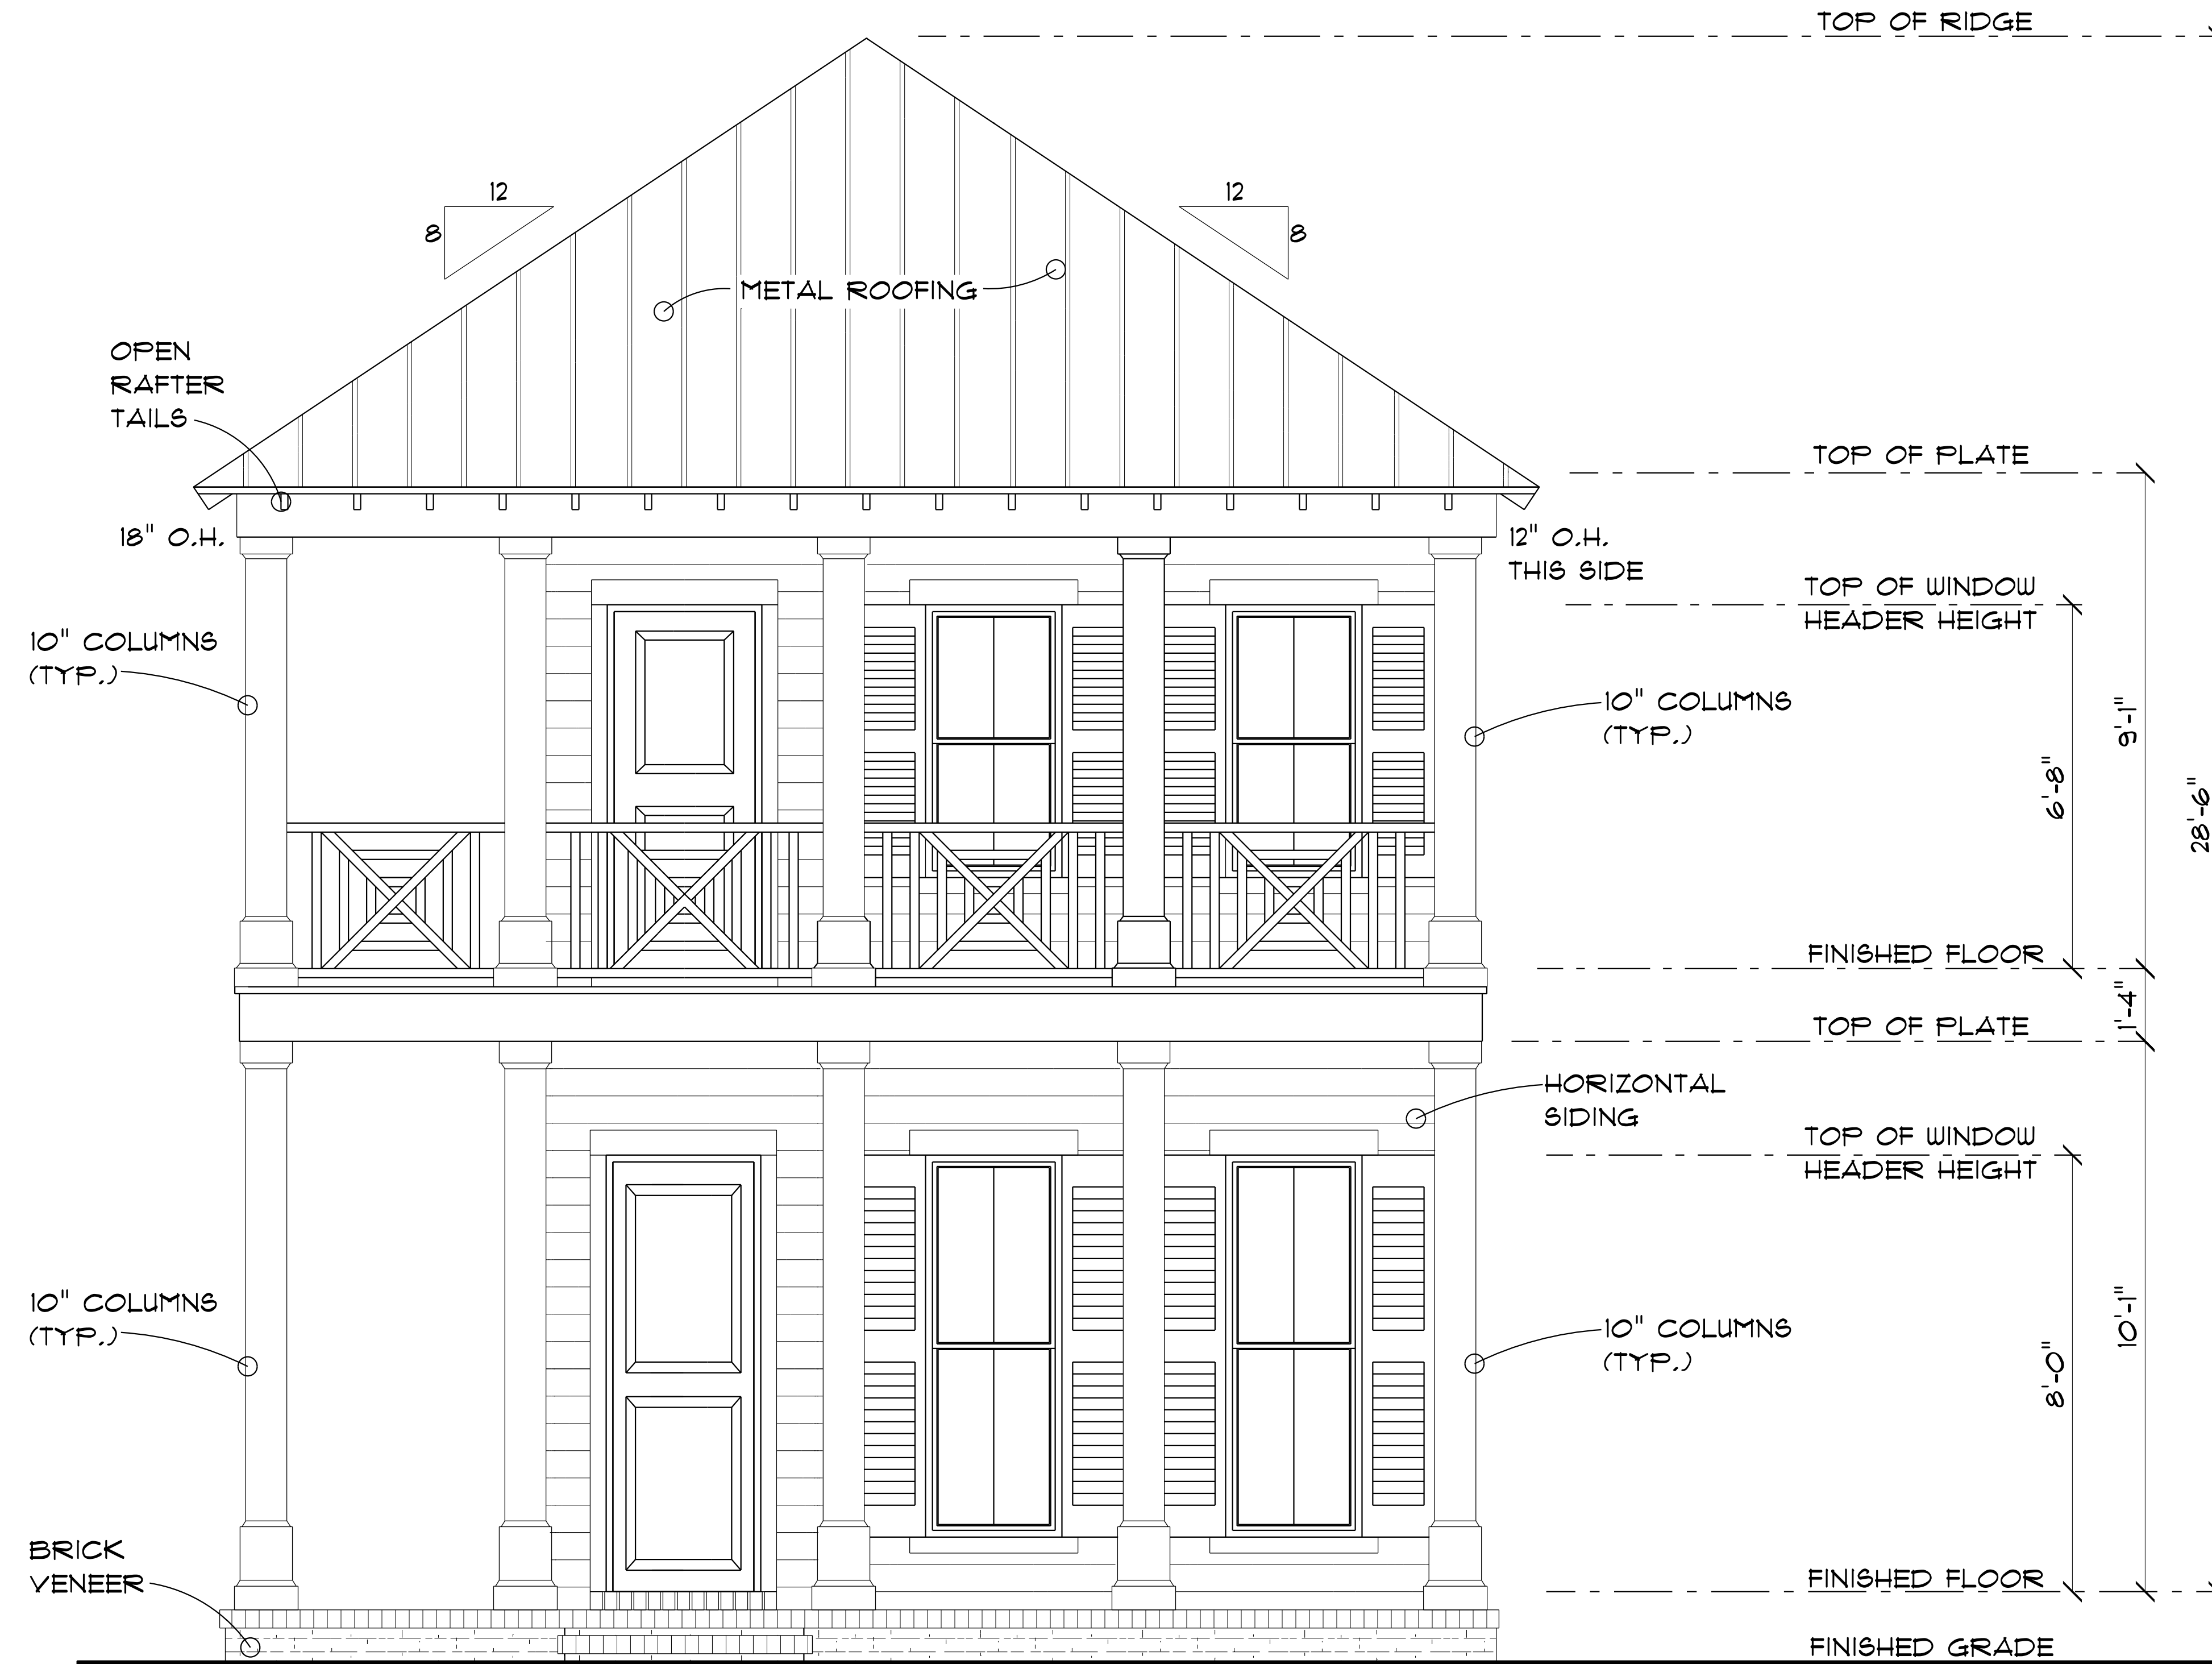 TOP OF RIDGE
12
8
12
8
METAL ROOFING
OPEN
RAFTER
TAILS
TOP OF PLATE
18" O.H.
12" O.H.
THIS SIDE
TOP OF WINDOW
HEADER HEIGHT
10" COLUMNS
(TYP.)
10" COLUMNS
(TYP.)
9'-1"
6'-8"
28'-6"
FINISHED FLOOR
1'-4"
TOP OF PLATE
HORIZONTAL
SIDING
TOP OF WINDOW
HEADER HEIGHT
10" COLUMNS
(TYP.)
10" COLUMNS
(TYP.)
10'-1"
8'-0"
BRICK
VENEER
FINISHED FLOOR
FINISHED GRADE